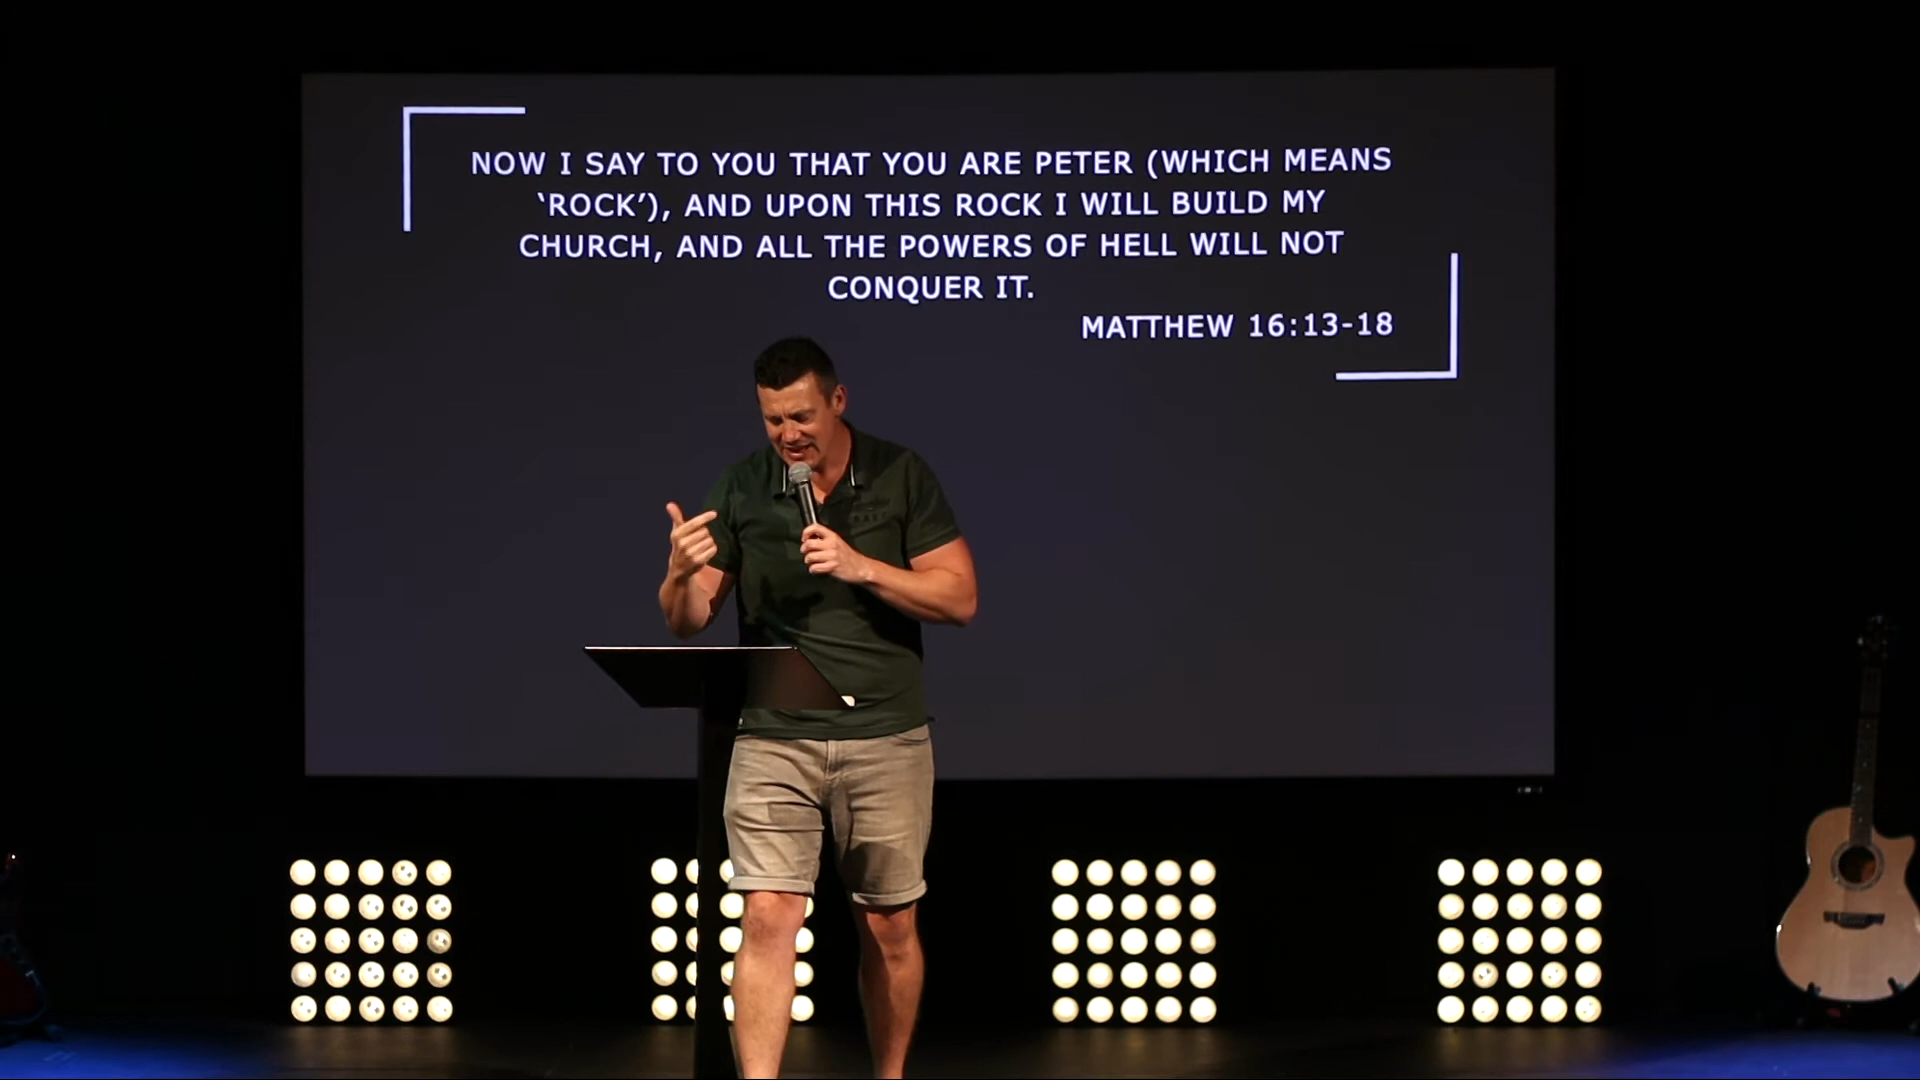 NOW I SAY TO YOU THAT YOU ARE PETER (WHICH MEANS
‘ROCK’), AND UPON THIS ROCK I WILL BUILD MY
CHURCH, AND ALL THE POWERS OF HELL WILL NOT
CONQUER IT.
MATTHEW 16:13-18